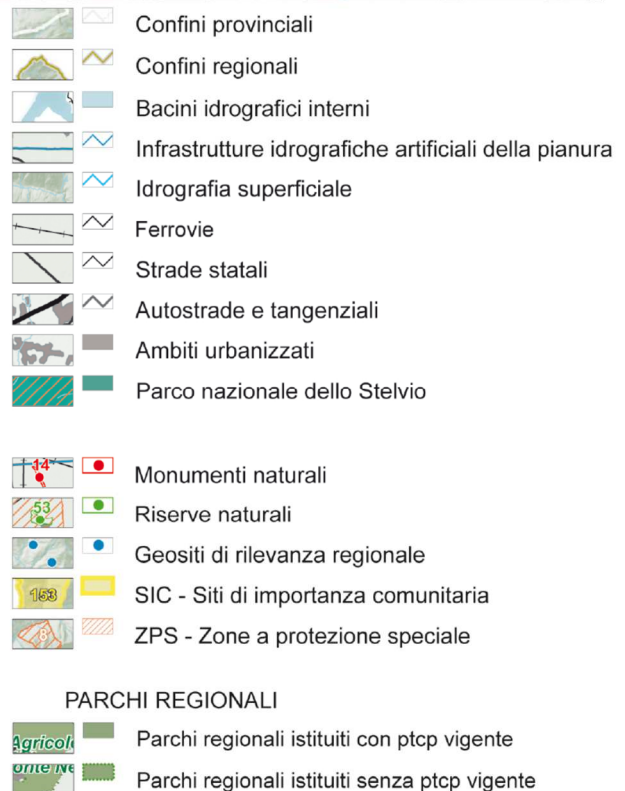 Confini provinciali
Confini regionali
Bacini idrografici interni
Infrastrutture idrografiche artificiali della pianura
Idrografia superficiale
Ferrovie
Strade statali
Autostrade e tangenziali
Ambiti urbanizzati
Parco nazionale dello Stelvio
14 Monumenti naturali
53 Riserve naturali
Geositi di rilevanza regionale
153 SIC - Siti di importanza comunitaria
8 ZPS - Zone a protezione speciale
PARCHI REGIONALI
Agricol Parchi regionali istituiti con ptcp vigente
onte Ne Parchi regionali istituiti senza ptcp vigente